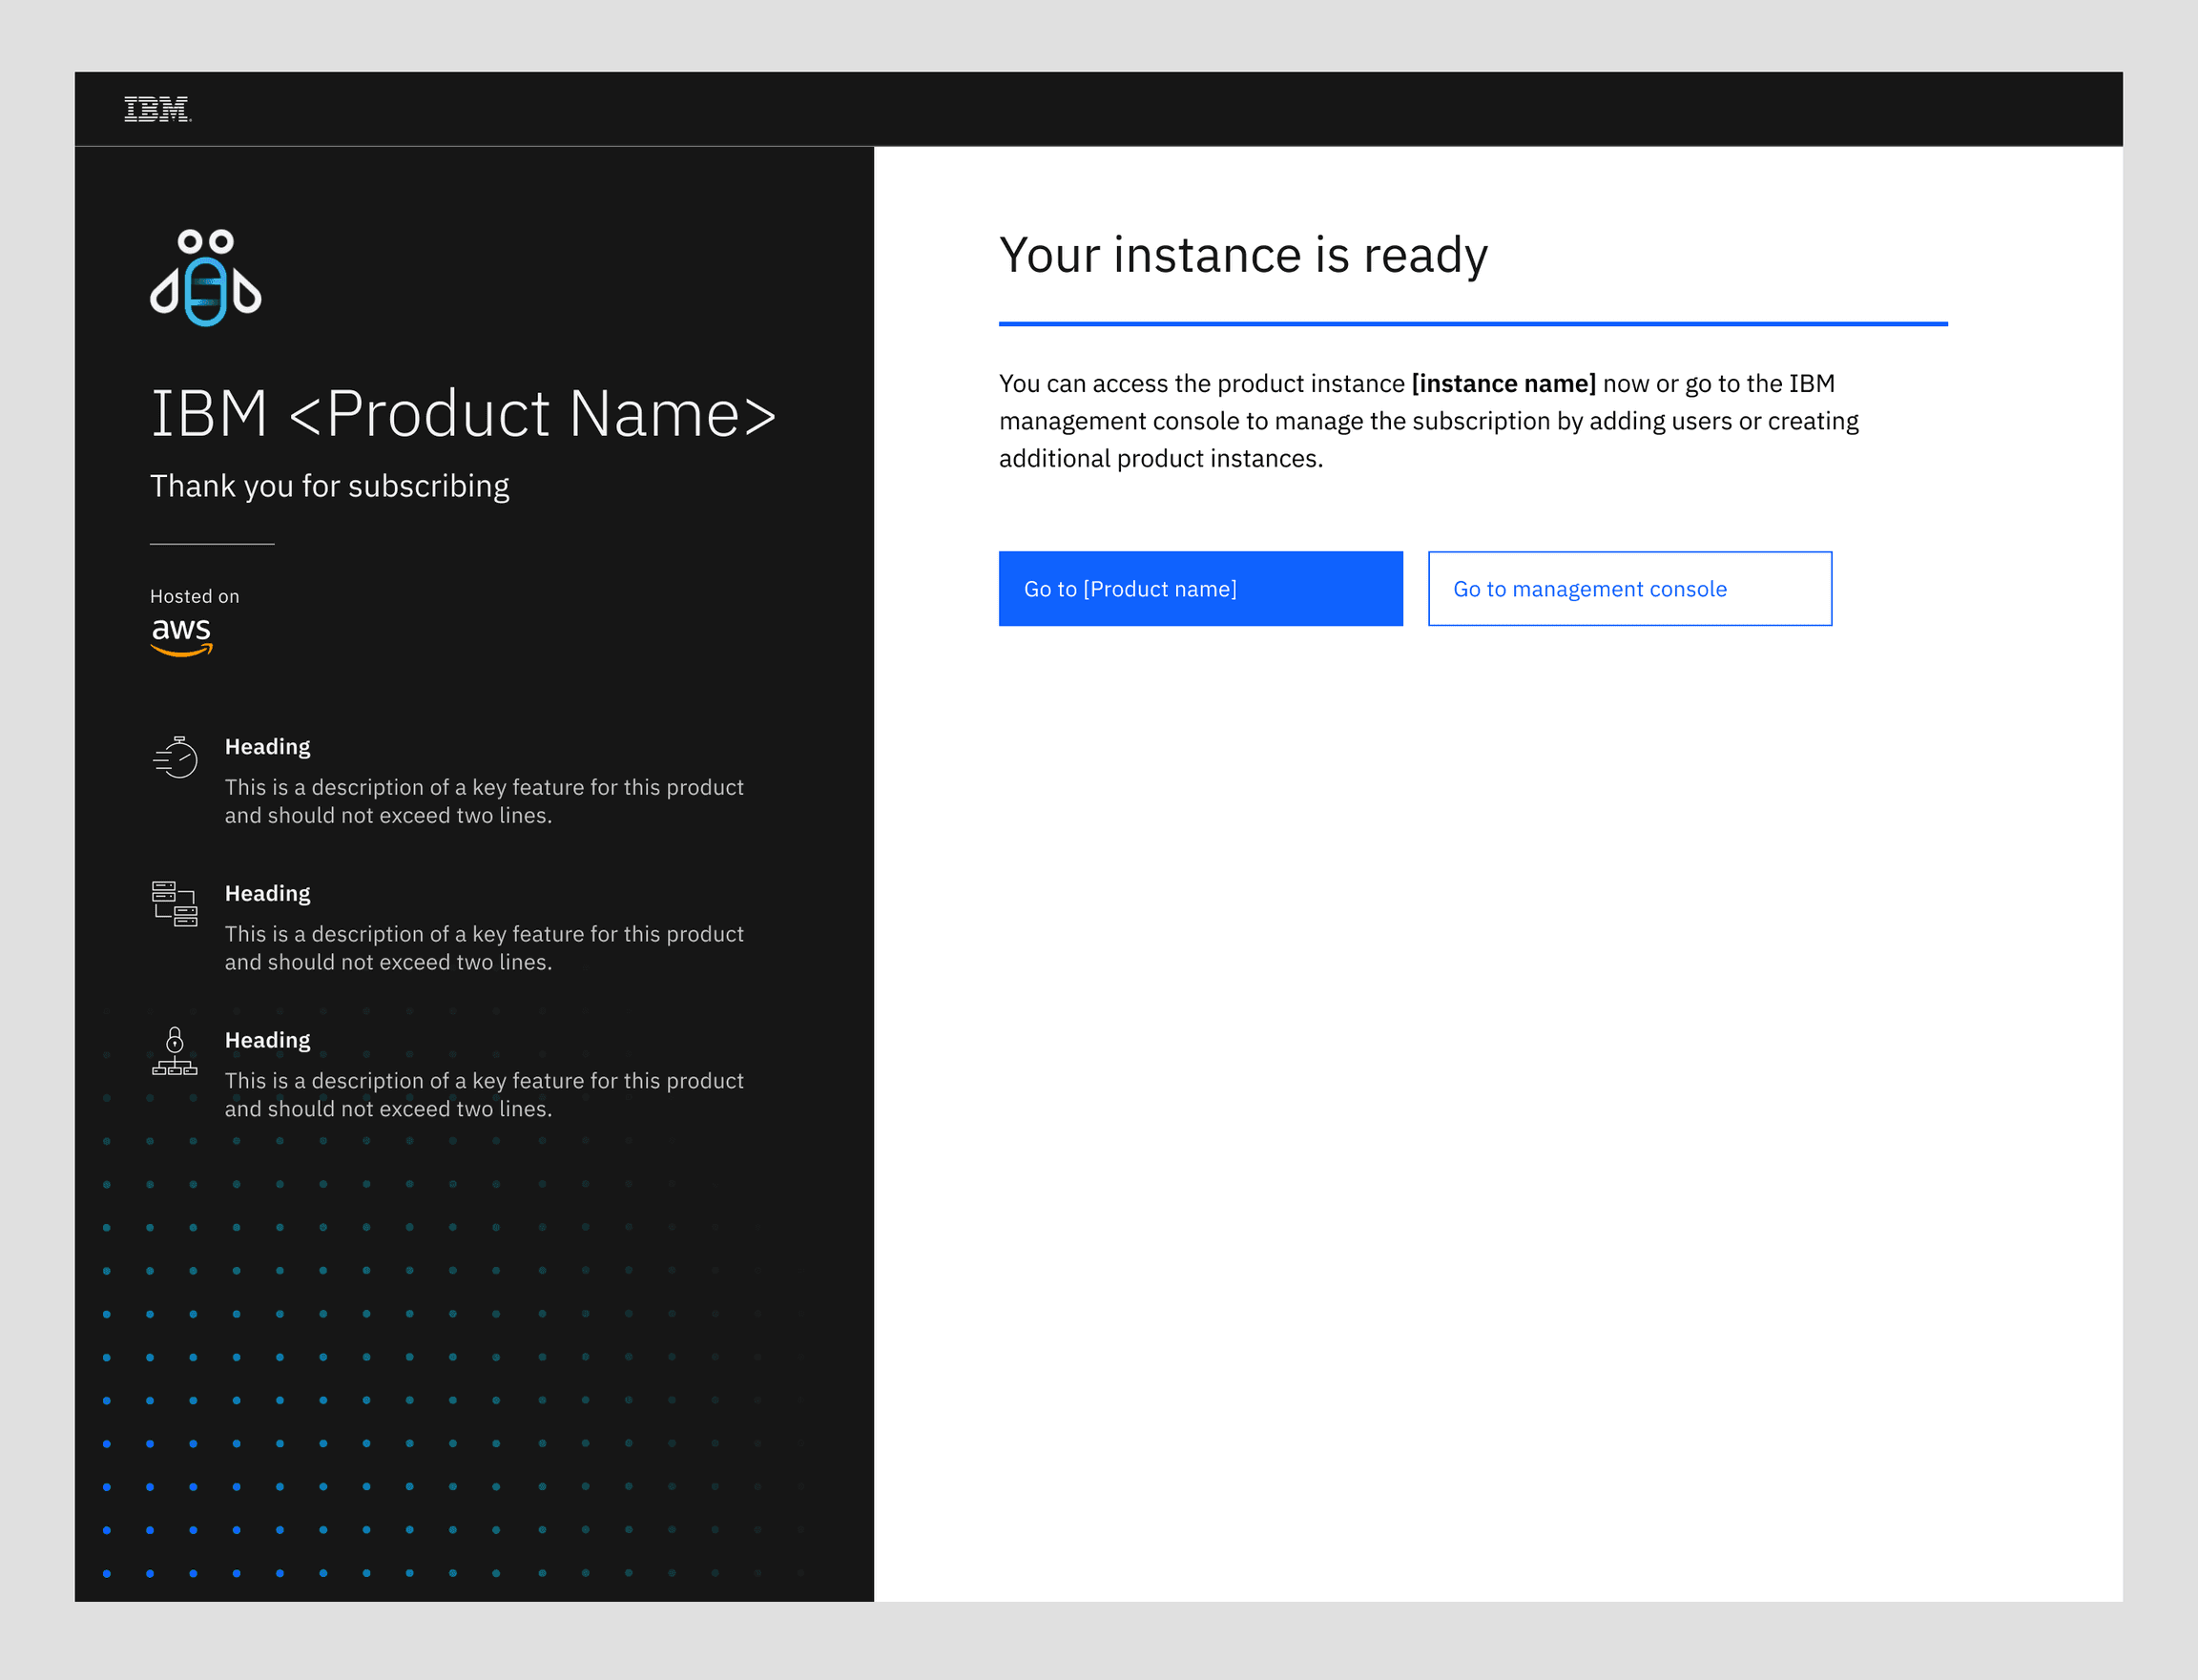 IBM
IBM <Product Name>
Thank you for subscribing
Hosted on
aws
Heading
This is a description of a key feature for this product
and should not exceed two lines.
Heading
This is a description of a key feature for this product
and should not exceed two lines.
Heading
This is a description of a key feature for this product
and should not exceed two lines.
Your instance is ready
You can access the product instance [instance name] now or go to the IBM
management console to manage the subscription by adding users or creating
additional product instances.
Go to [Product name]
Go to management console